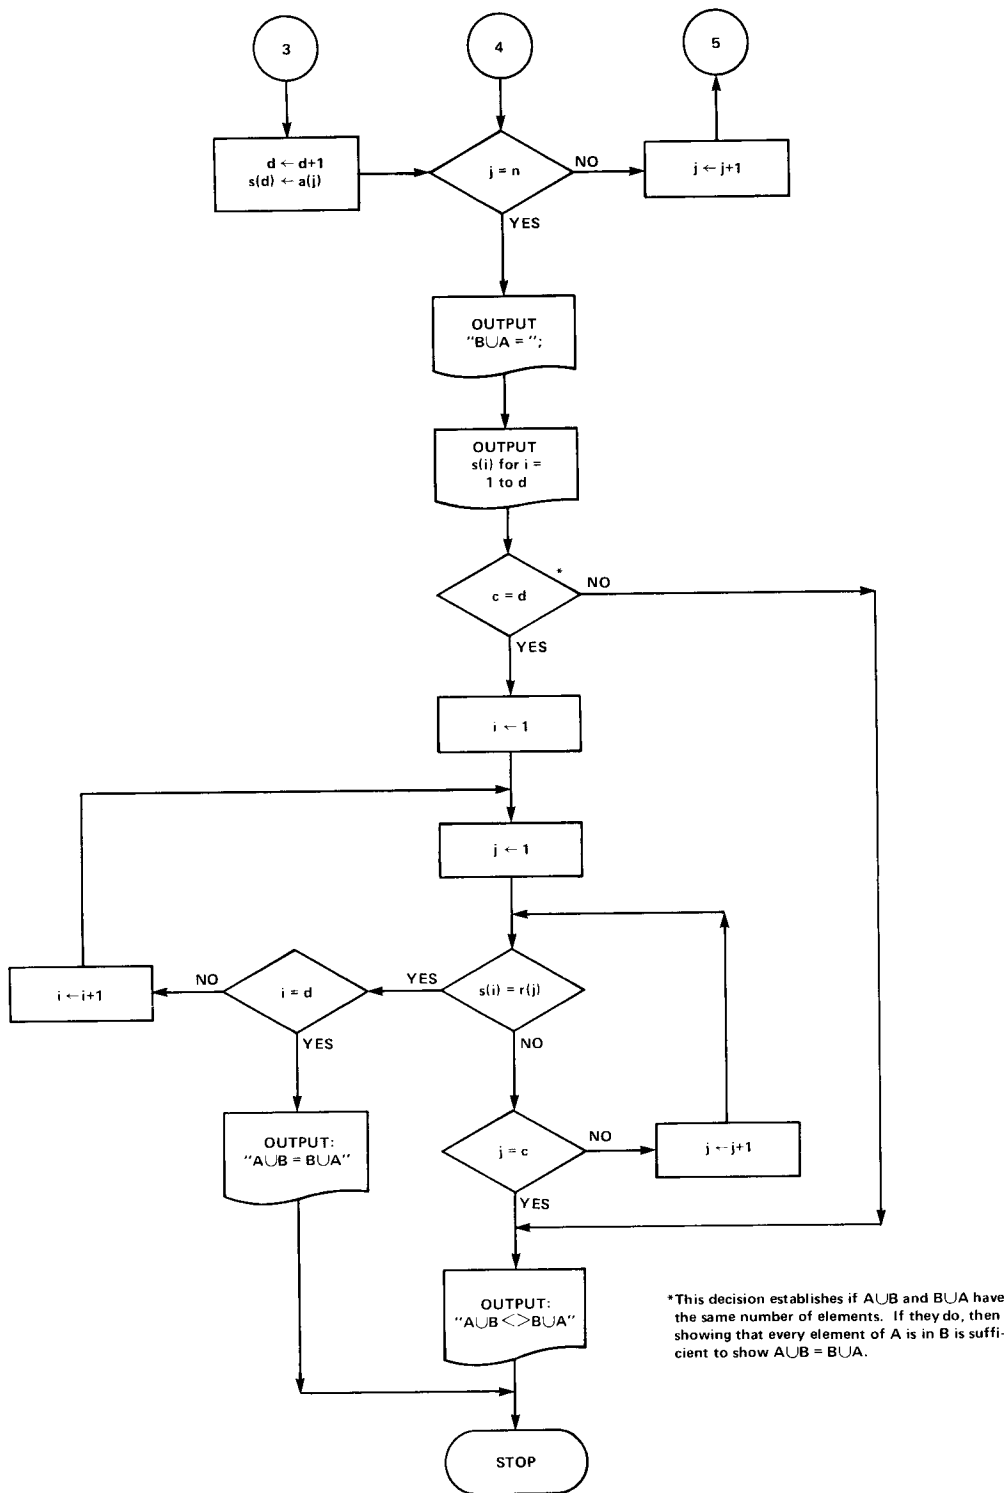 3
4
5
d ← d+1
s(d) ← a(j)
j = n
NO
j ← j+1
YES
OUTPUT
"B∪A = ";
OUTPUT
s(i) for i =
1 to d
c = d
*
NO
YES
i ← 1
j ← 1
i ← i+1
NO
i = d
YES
s(i) = r(j)
YES
NO
OUTPUT:
"A∪B = B∪A"
j = c
NO
j ← j+1
YES
OUTPUT:
"A∪B <> B∪A"
*This decision establishes if A∪B and B∪A have
the same number of elements. If they do, then
showing that every element of A is in B is suffi-
cient to show A∪B = B∪A.
STOP